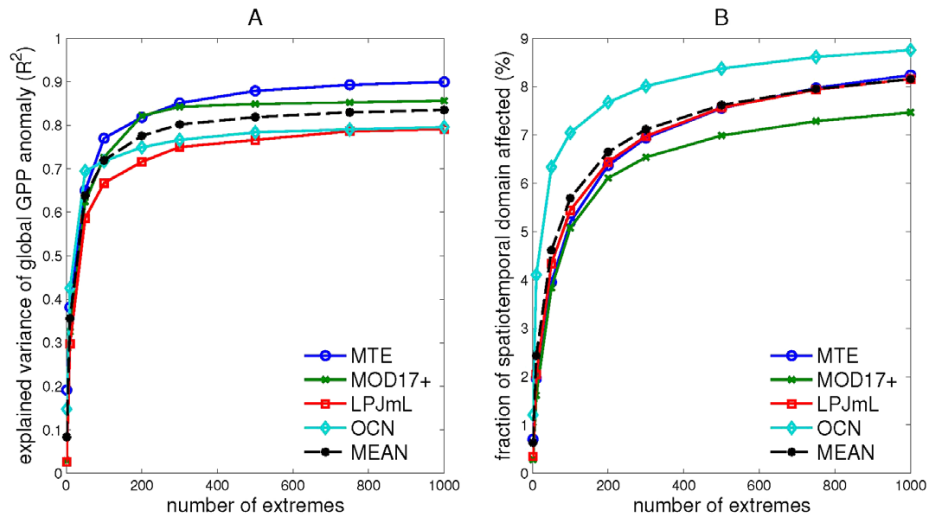 A
explained variance of global GPP anomaly (R²)
1
0.9
0.8
0.7
0.6
0.5
0.4
0.3
0.2
0.1
0
MTE
MOD17+
LPJmL
OCN
MEAN
0 200 400 600 800 1000
number of extremes
B
fraction of spatiotemporal domain affected (%)
9
8
7
6
5
4
3
2
1
0
MTE
MOD17+
LPJmL
OCN
MEAN
0 200 400 600 800 1000
number of extremes